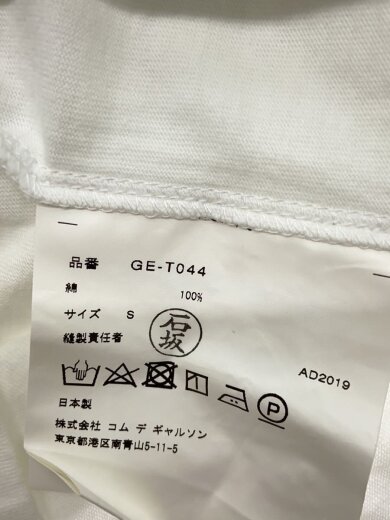 品番 GE-T044
綿 100%
サイズ S
縫製責任者 石坂
AD2019
日本製
株式会社 コム デ ギャルソン
東京都港区南青山5-11-5